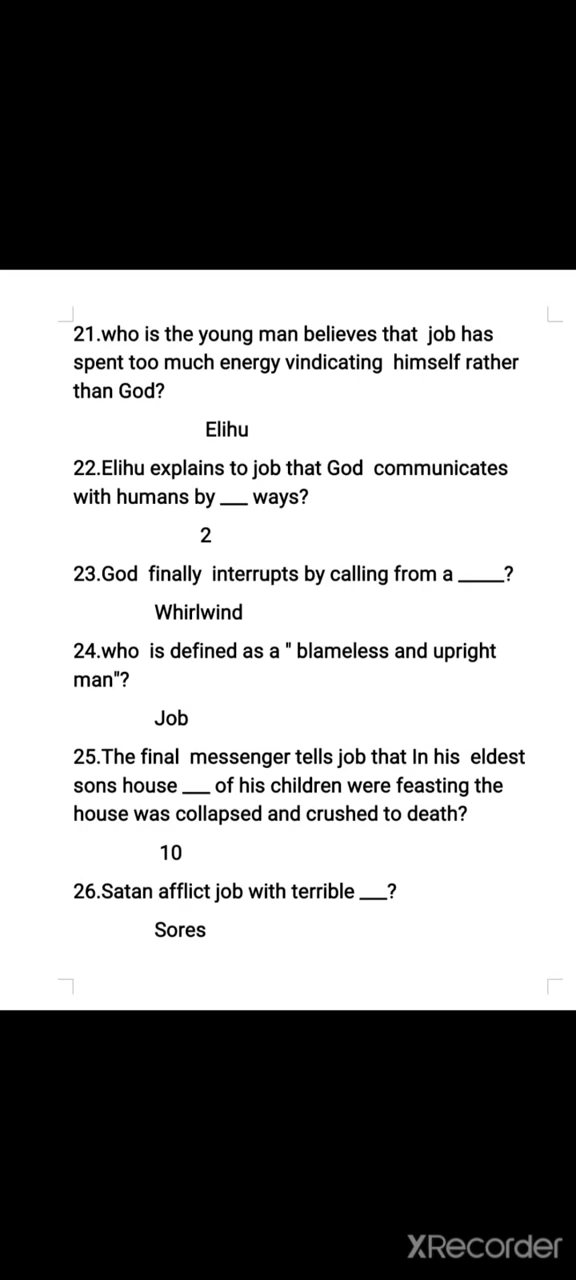 21.who is the young man believes that job has
spent too much energy vindicating himself rather
than God?
Elihu
22.Elihu explains to job that God communicates
with humans by ___ ways?
2
23.God finally interrupts by calling from a _____?
Whirlwind
24.who is defined as a " blameless and upright
man"?
Job
25.The final messenger tells job that In his eldest
sons house ___ of his children were feasting the
house was collapsed and crushed to death?
10
26.Satan afflict job with terrible ___?
Sores
XRecorder